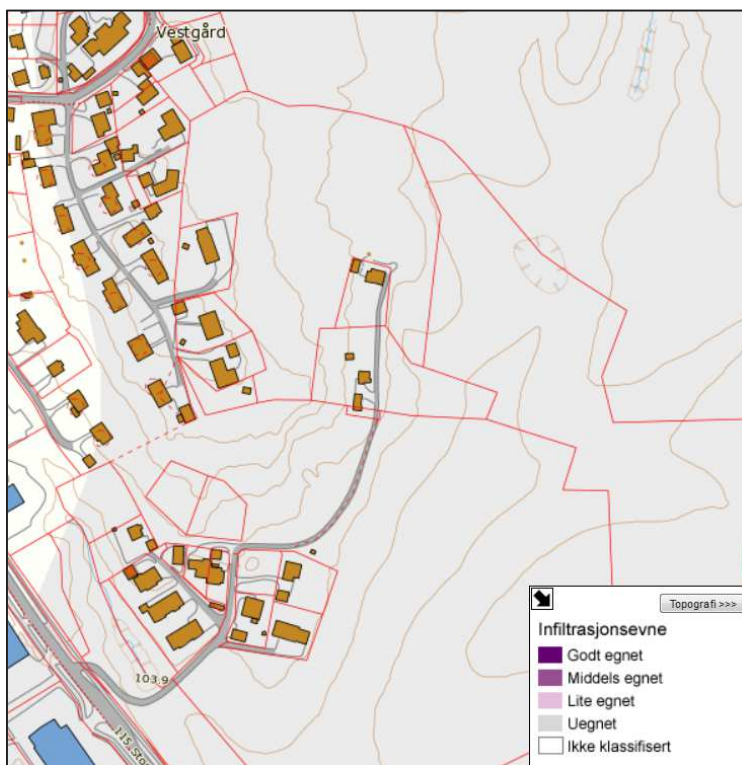 Vestgård
103.9
Topografi >>>
Infiltrasjonsevne
Godt egnet
Middels egnet
Lite egnet
Uegnet
Ikke klassifisert